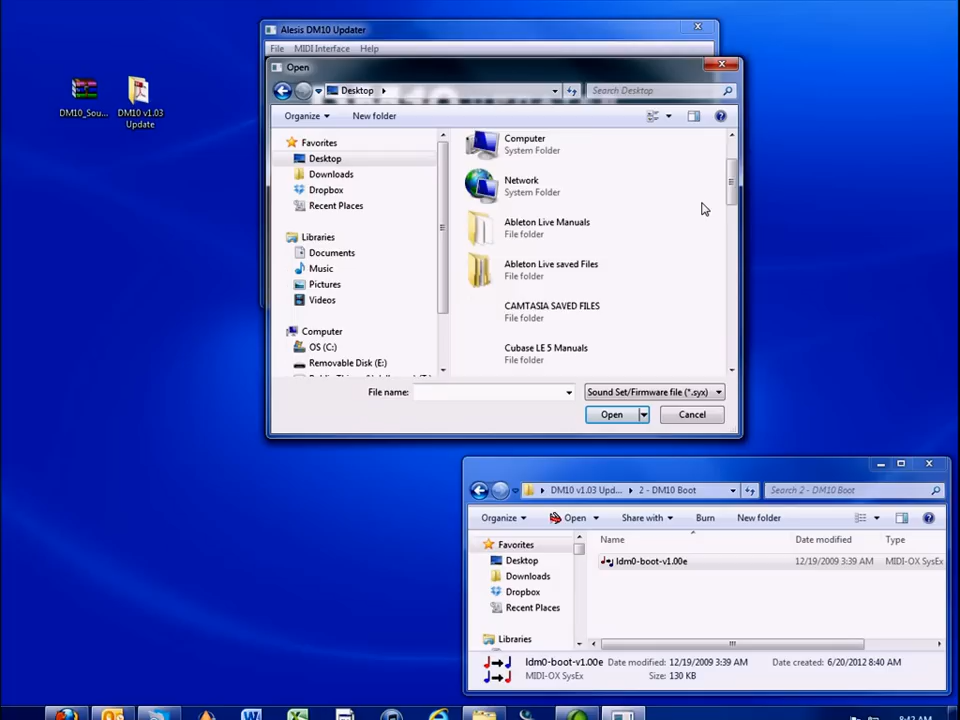 DM10_Sou...
DM10 v1.03
Update
Alesis DM10 Updater
File MIDI Interface Help
Open
Desktop
Search Desktop
Organize New folder
Favorites
Desktop
Downloads
Dropbox
Recent Places
Libraries
Documents
Music
Pictures
Videos
Computer
OS (C:)
Removable Disk (E:)
Computer
System Folder
Network
System Folder
Ableton Live Manuals
File folder
Ableton Live saved Files
File folder
CAMTASIA SAVED FILES
File folder
Cubase LE 5 Manuals
File folder
File name:
Sound Set/Firmware file (*.syx)
Open Cancel
DM10 v1.03 Upd... 2 - DM10 Boot
Search 2 - DM10 Boot
Organize Open Share with Burn New folder
Favorites
Desktop
Downloads
Dropbox
Recent Places
Libraries
Name Date modified Type
ldm0-boot-v1.00e 12/19/2009 3:39 AM MIDI-OX SysEx
ldm0-boot-v1.00e Date modified: 12/19/2009 3:39 AM Date created: 6/20/2012 8:40 AM
MIDI-OX SysEx Size: 130 KB